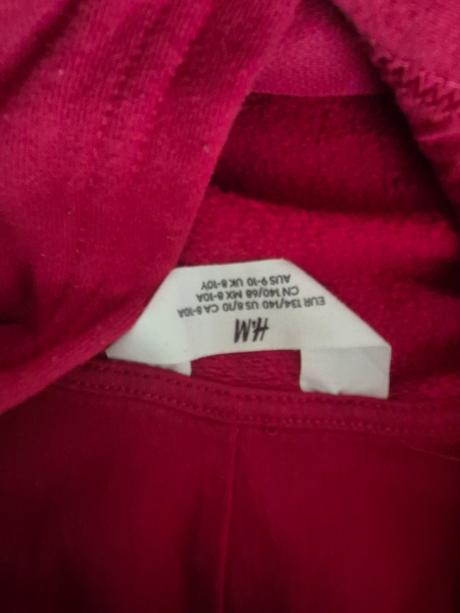 H&M
EUR 134/140 US 8/10 CA 8-10A
CN 140/68 MX 8-10A
AUS 9-10 UK 8-10Y